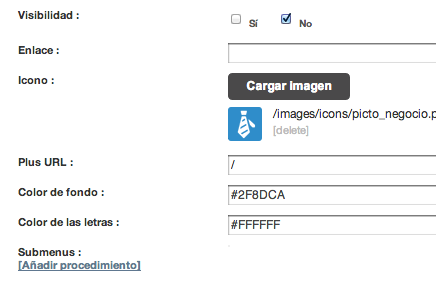 Visibilidad :
Sí No
Enlace :
Icono :
Cargar Imagen
/images/icons/picto_negocio.p
[delete]
Plus URL :
/
Color de fondo :
#2F8DCA
Color de las letras :
#FFFFFF
Submenus :
[Añadir procedimiento]